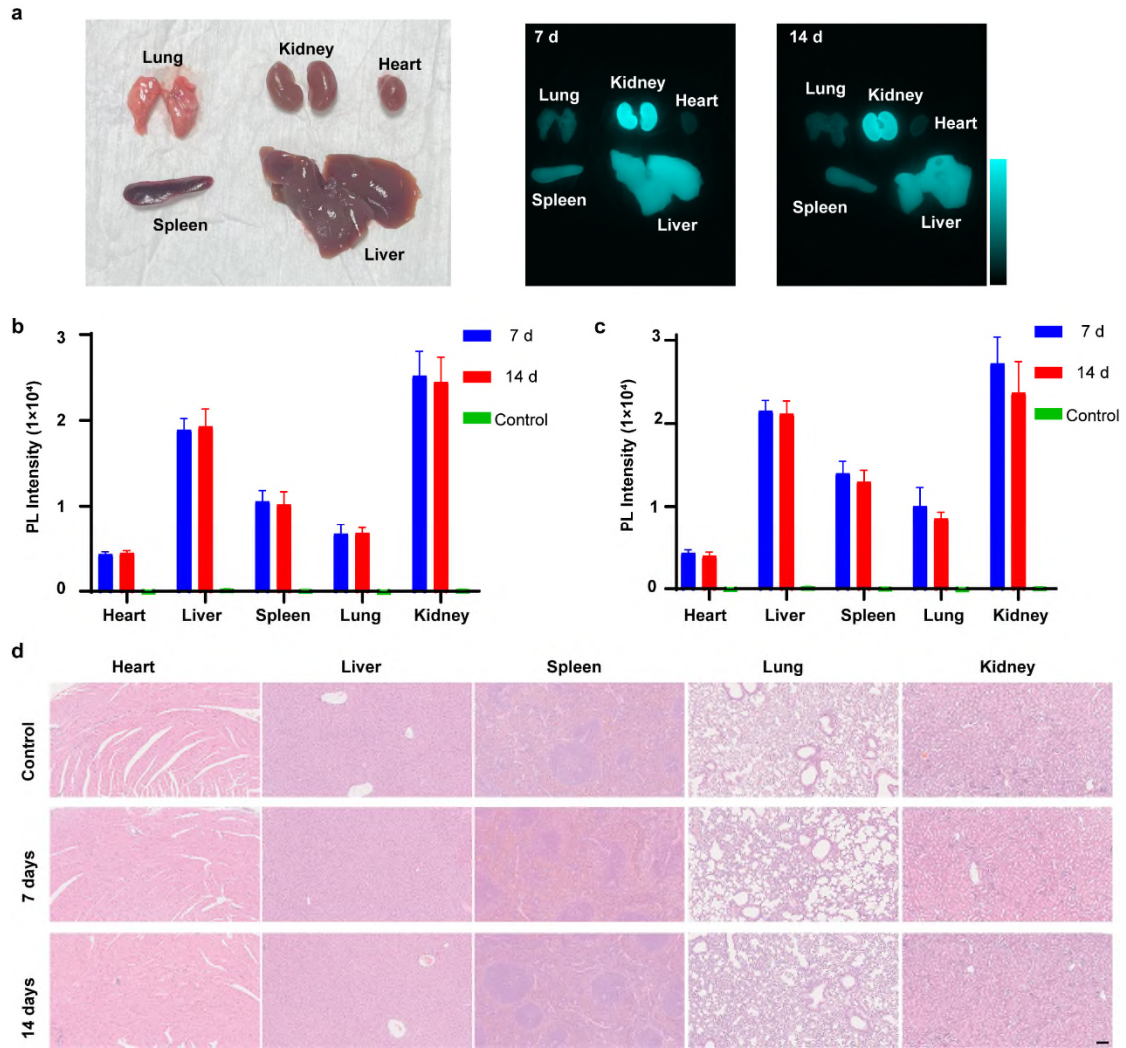 a
Lung
Kidney
Heart
Spleen
Liver
7 d
Lung
Kidney
Heart
Spleen
Liver
14 d
Lung
Kidney
Heart
Spleen
Liver
b
PL Intensity (1×10⁴)
3
2
1
0
Heart Liver Spleen Lung Kidney
7 d
14 d
Control
c
PL Intensity (1×10⁴)
3
2
1
0
Heart Liver Spleen Lung Kidney
7 d
14 d
Control
d
Heart Liver Spleen Lung Kidney
Control
7 days
14 days